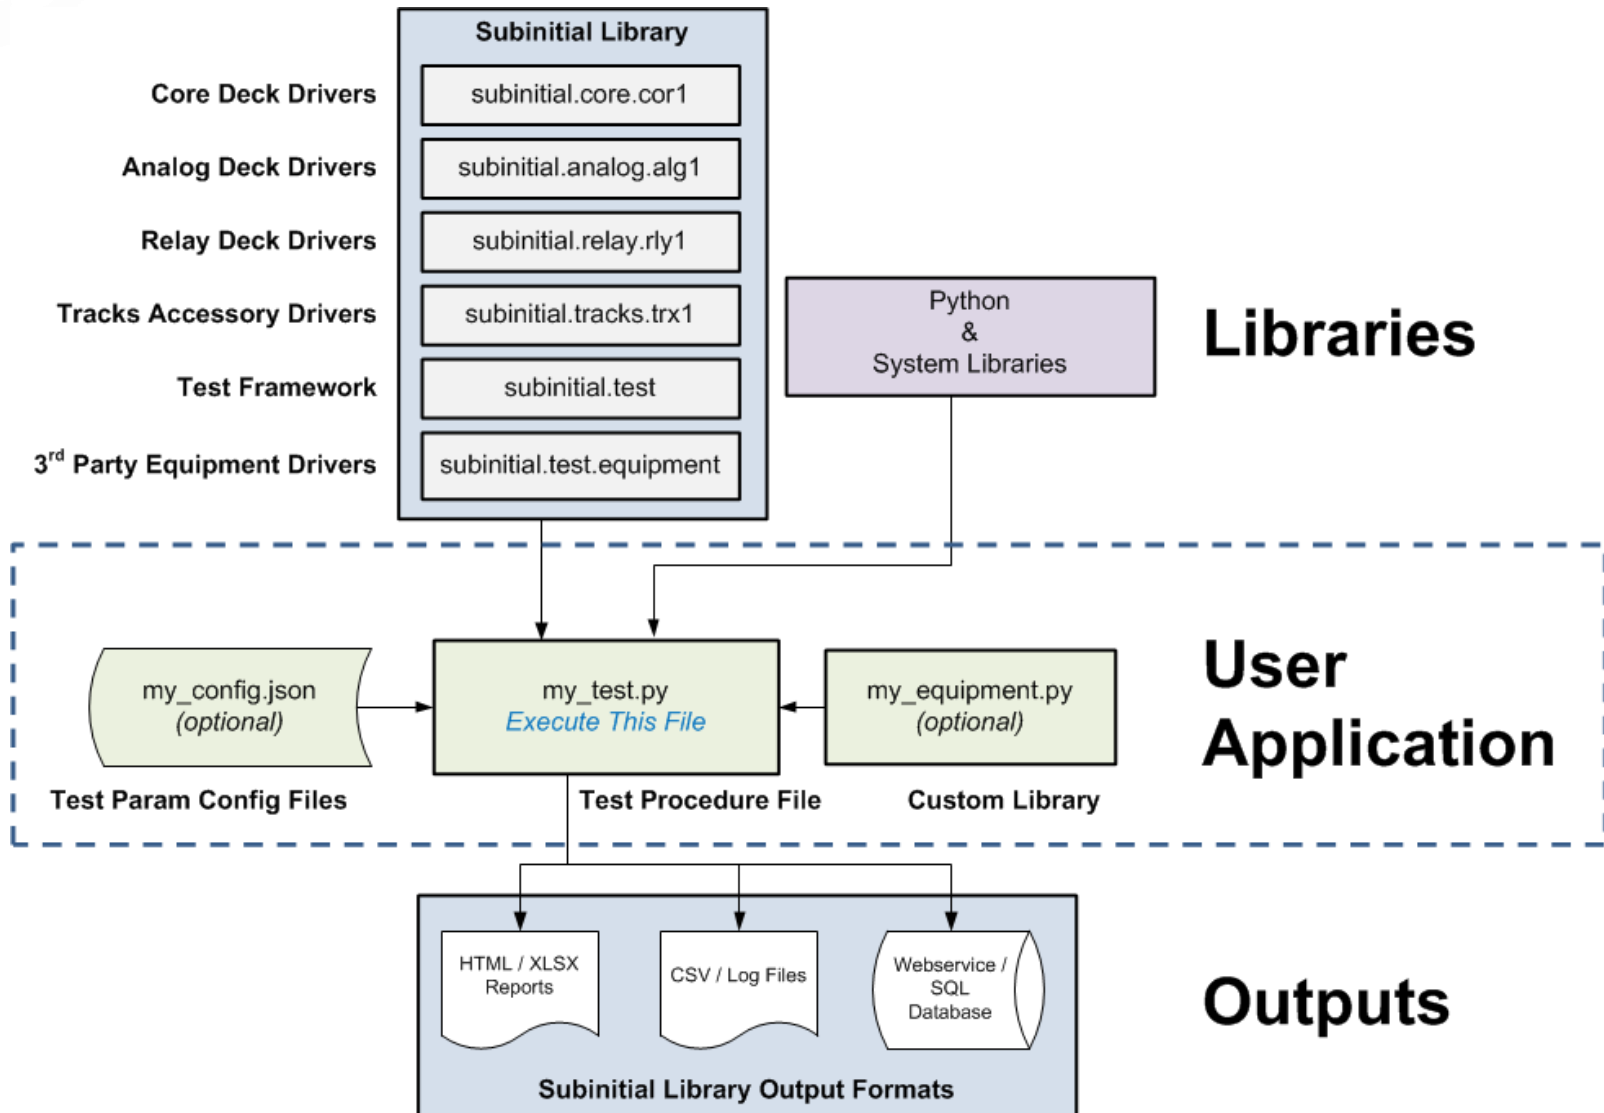 Subinitial Library
Core Deck Drivers
subinitial.core.cor1
Analog Deck Drivers
subinitial.analog.alg1
Relay Deck Drivers
subinitial.relay.rly1
Tracks Accessory Drivers
subinitial.tracks.trx1
Test Framework
subinitial.test
3rd Party Equipment Drivers
subinitial.test.equipment
Python
&
System Libraries
Libraries
my_config.json
(optional)
Test Param Config Files
my_test.py
Execute This File
Test Procedure File
my_equipment.py
(optional)
Custom Library
User
Application
HTML / XLSX
Reports
CSV / Log Files
Webservice /
SQL
Database
Subinitial Library Output Formats
Outputs